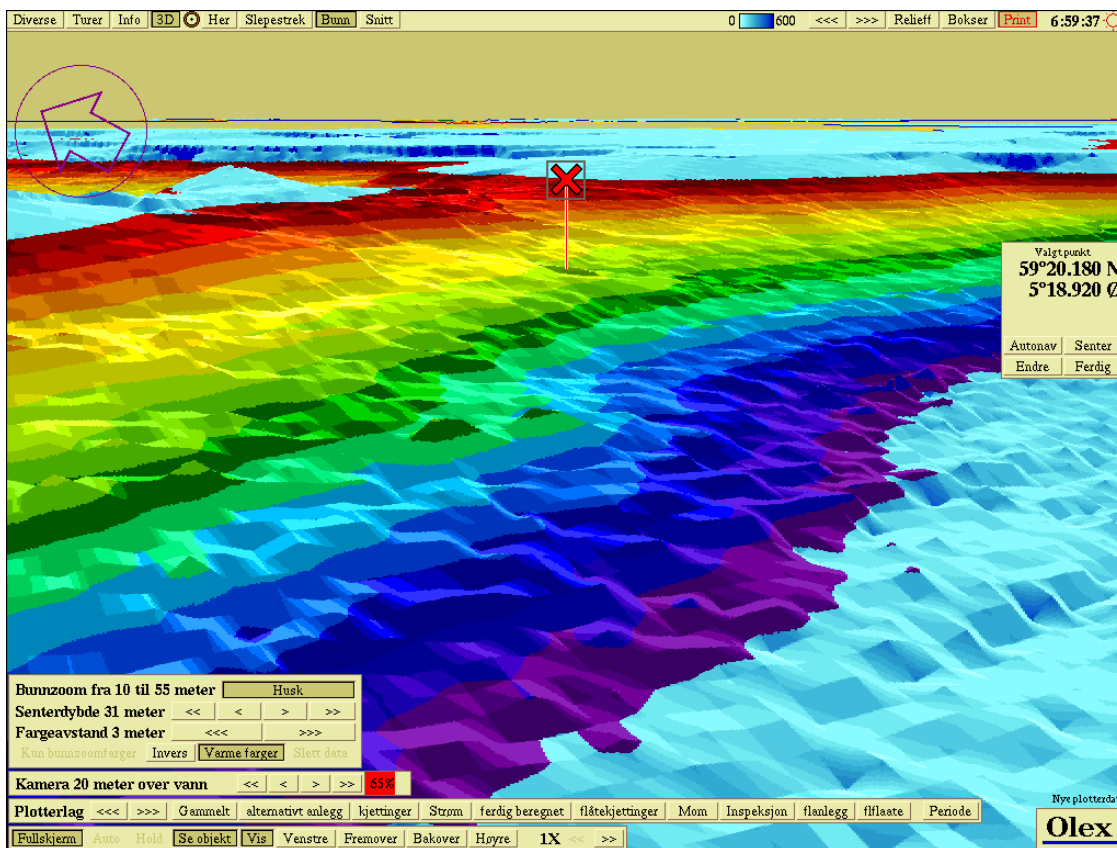 Diverse Turer Info 3D Her Slepestrek Bunn Snitt 0 600 <<< >>> Relieff Bokser Print 6:59:37
Valgt punkt
59°20.180 N
5°18.920 Ø
Autonav Senter
Endre Ferdig
Bunnzoom fra 10 til 55 meter Husk
Senterdybde 31 meter << < > >>
Fargeavstand 3 meter <<< >>>
Kun bunnzoomfarger Invers Varme farger Slett data
Kamera 20 meter over vann << < > >> 65%
Plotterlag <<< >>> Gammelt alternativt anlegg kjettinger Strøm ferdig beregnet flåtekjettinger Mom Inspeksjon flanlegg flflaate Periode
Nye plotterda
Fullskjerm Auto Hold Se objekt Vis Venstre Fremover Bakover Høyre 1X << >>
Olex